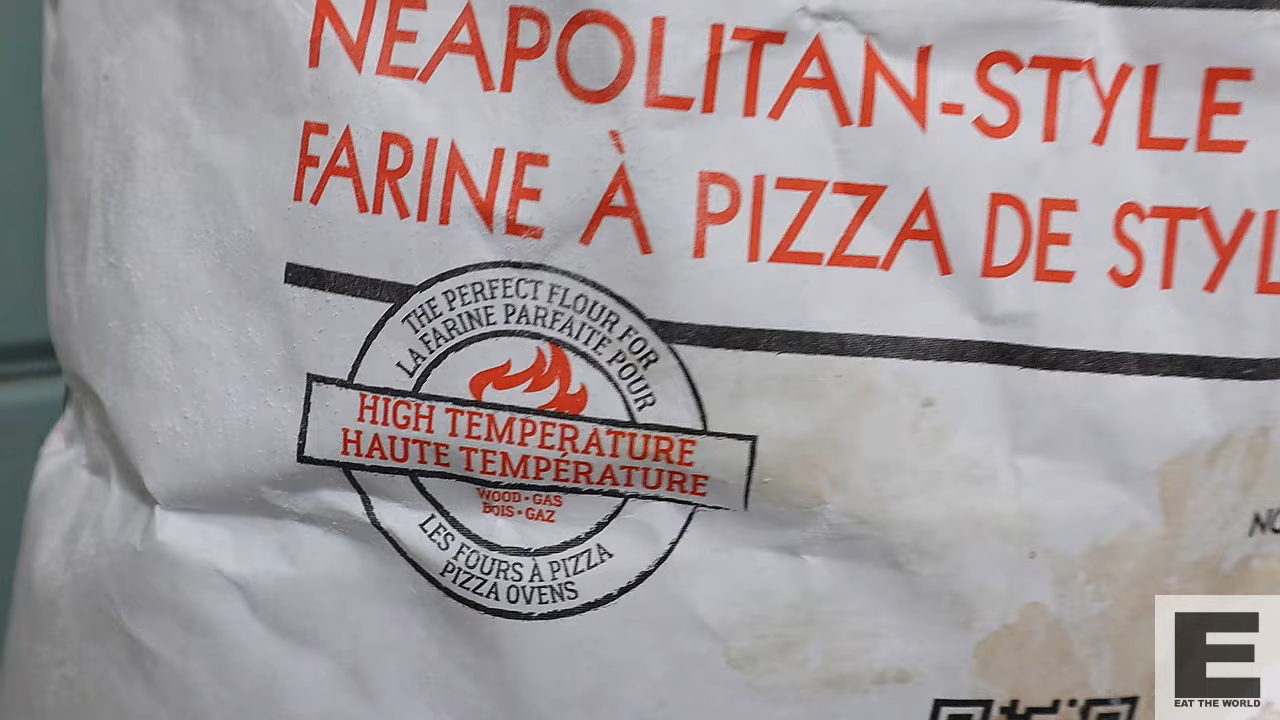 NEAPOLITAN-STYLE
FARINE À PIZZA DE STYL
THE PERFECT FLOUR FOR
LA FARINE PARFAITE POUR
HIGH TEMPERATURE
HAUTE TEMPÉRATURE
WOOD • GAS
BOIS • GAZ
LES FOURS À PIZZA
PIZZA OVENS
E
EAT THE WORLD